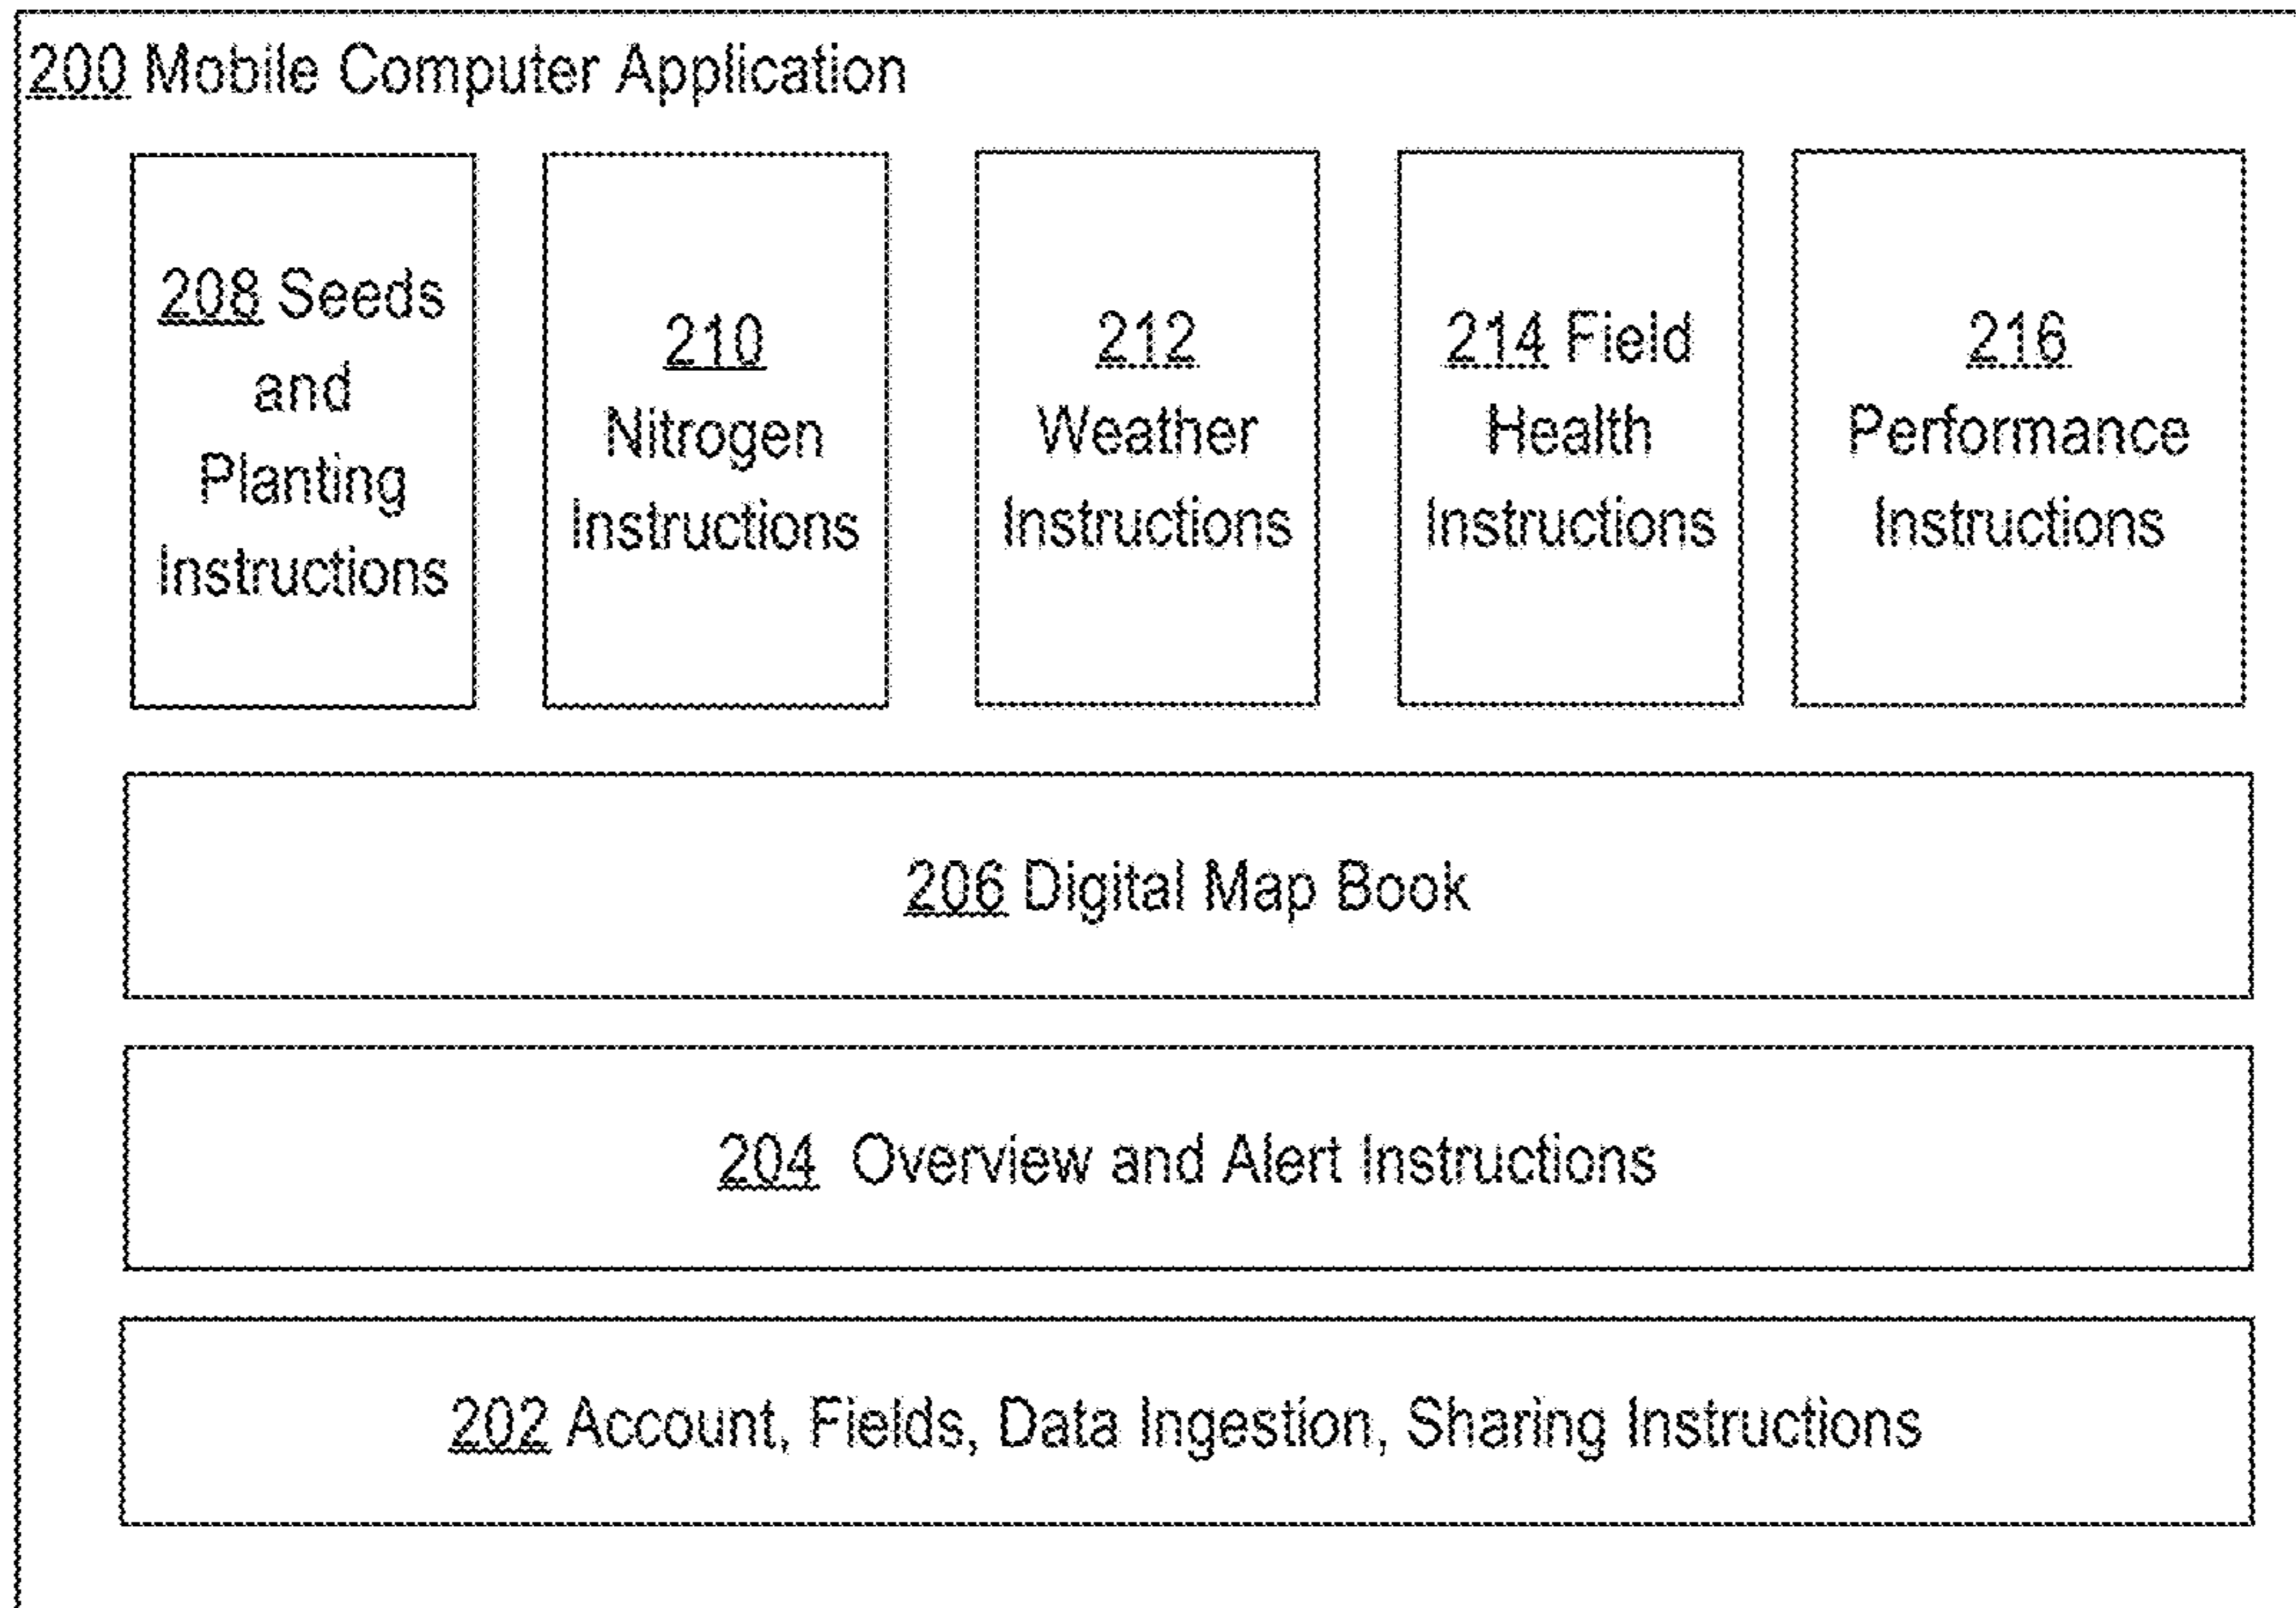 200 Mobile Computer Application
208 Seeds
and
Planting
Instructions
210
Nitrogen
Instructions
212
Weather
Instructions
214 Field
Health
Instructions
216
Performance
Instructions
206 Digital Map Book
204 Overview and Alert Instructions
202 Account, Fields, Data Ingestion, Sharing Instructions